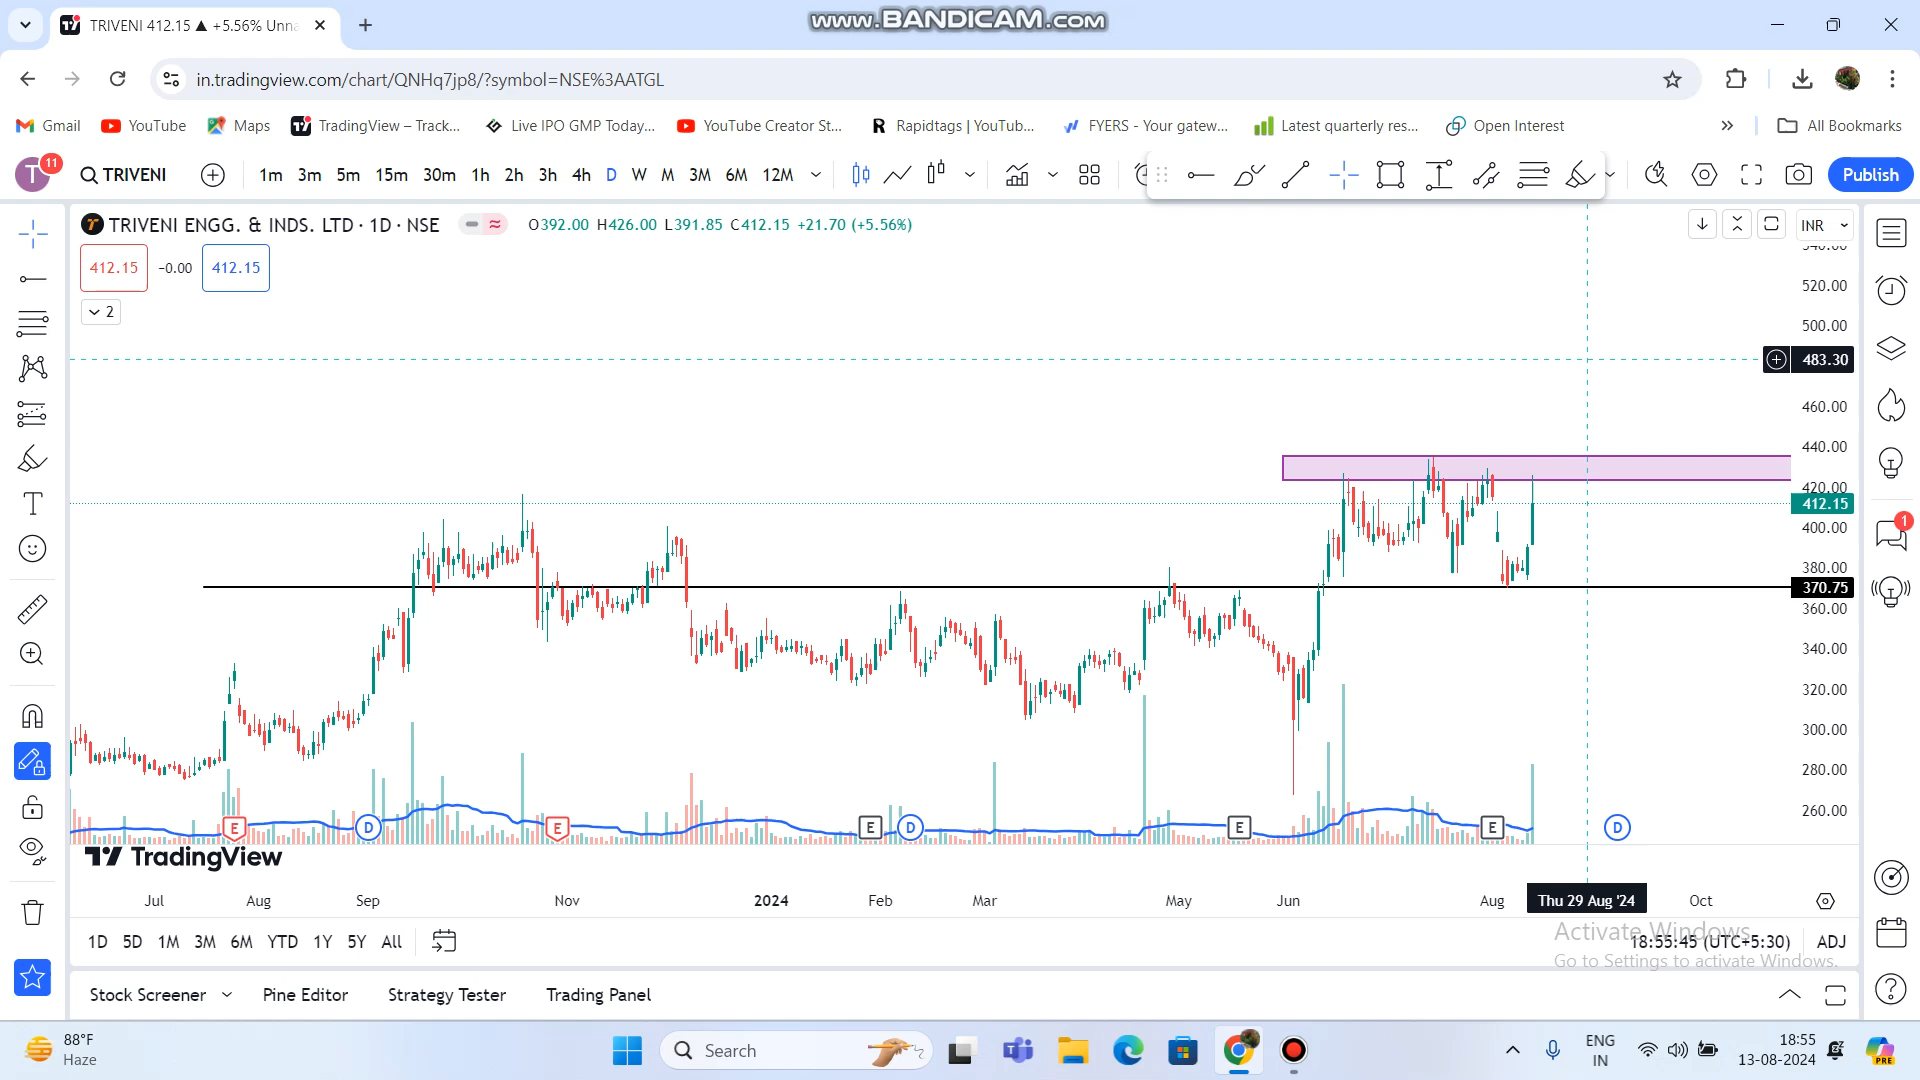 TRIVENI 412.15 ▲ +5.56% Unna
www.BANDICAM.com
in.tradingview.com/chart/QNHq7jp8/?symbol=NSE%3AATGL
Gmail YouTube Maps TradingView – Track... Live IPO GMP Today... YouTube Creator St... Rapidtags | YouTub... FYERS - Your gatew... Latest quarterly res... Open Interest » All Bookmarks
T 11 TRIVENI 1m 3m 5m 15m 30m 1h 2h 3h 4h D W M 3M 6M 12M Publish
TRIVENI ENGG. & INDS. LTD · 1D · NSE O392.00 H426.00 L391.85 C412.15 +21.70 (+5.56%) INR
540.00
412.15 −0.00 412.15
520.00
2
500.00
483.30
460.00
440.00
420.00
412.15
400.00
380.00
370.75
360.00
340.00
320.00
300.00
280.00
260.00
E D E E D E E D
TradingView
Jul Aug Sep Nov 2024 Feb Mar May Jun Aug Thu 29 Aug '24 Oct
1D 5D 1M 3M 6M YTD 1Y 5Y All 18:55:45 (UTC+5:30) ADJ
Activate Windows
Go to Settings to activate Windows.
Stock Screener Pine Editor Strategy Tester Trading Panel
1
88°F
Haze
Search
ENG
IN
18:55
13-08-2024
PRE